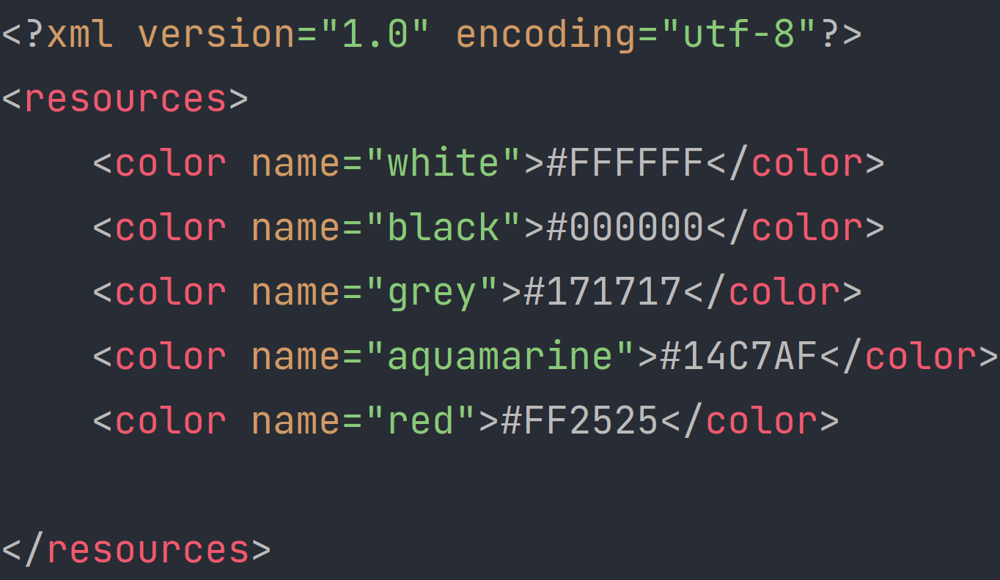 <?xml version="1.0" encoding="utf-8"?>
<resources>
    <color name="white">#FFFFFF</color>
    <color name="black">#000000</color>
    <color name="grey">#171717</color>
    <color name="aquamarine">#14C7AF</color>
    <color name="red">#FF2525</color>

</resources>